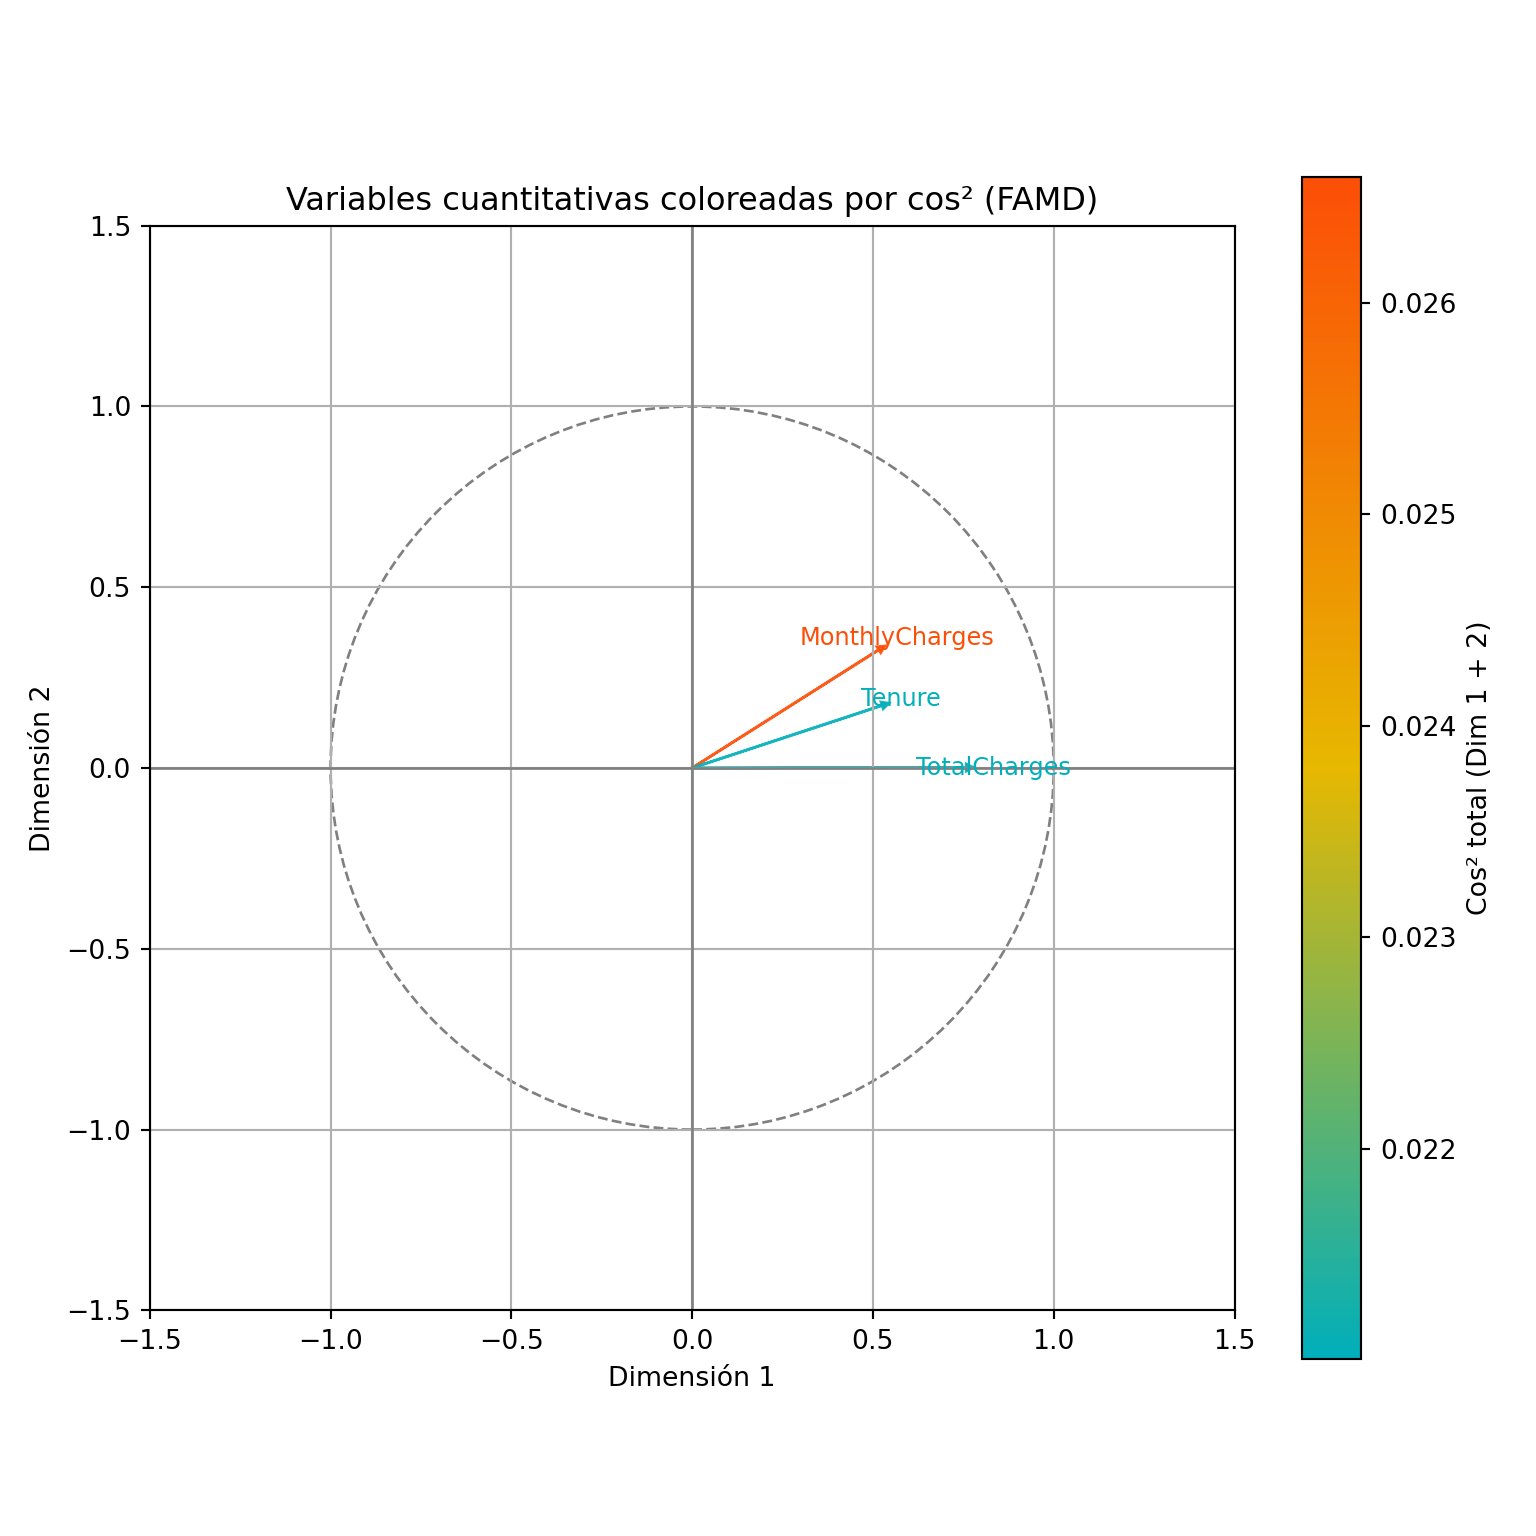 Variables cuantitativas coloreadas por cos² (FAMD)
1.5
1.0
0.5
0.0
−0.5
−1.0
−1.5
Dimensión 2
MonthlyCharges
Tenure
TotalCharges
−1.5
−1.0
−0.5
0.0
0.5
1.0
1.5
Dimensión 1
0.026
0.025
0.024
0.023
0.022
Cos² total (Dim 1 + 2)